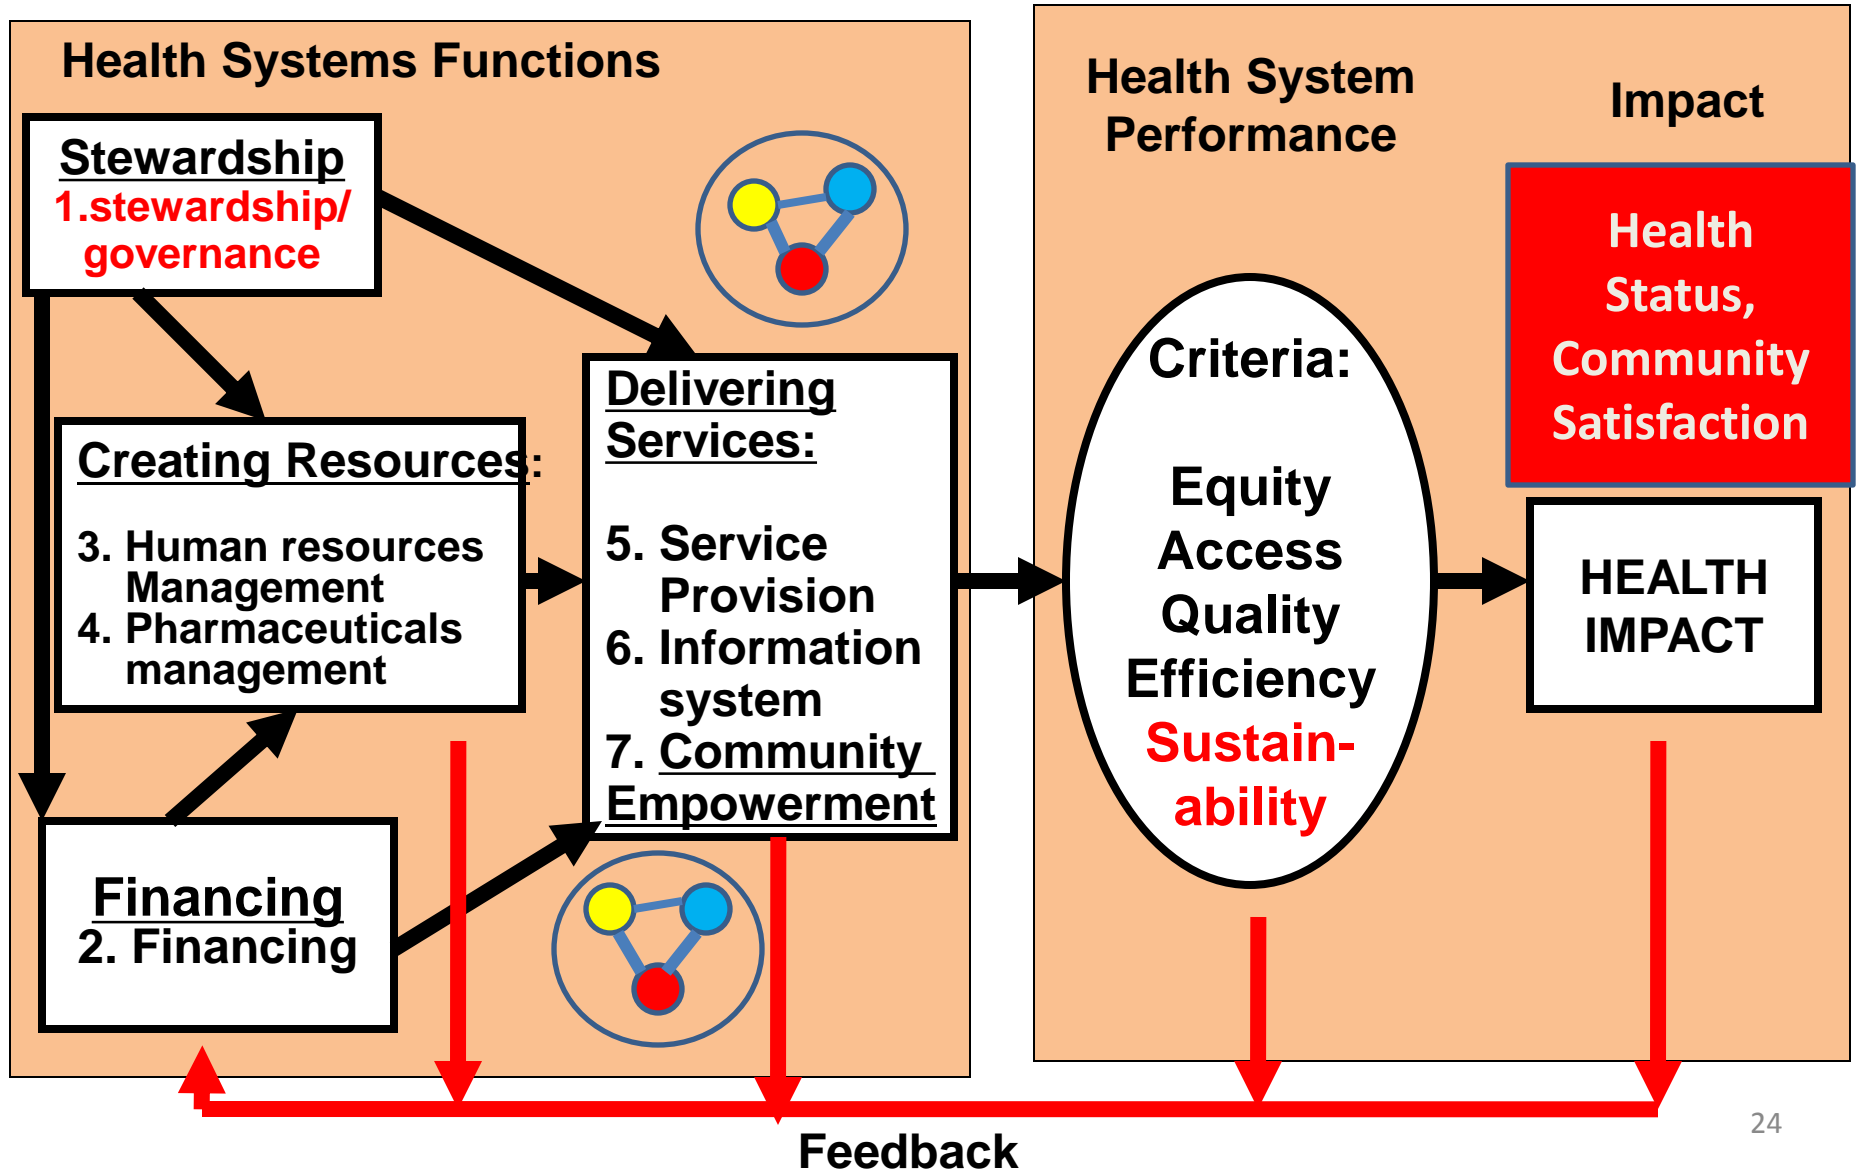 Health Systems Functions
Stewardship
1.stewardship/
governance
Creating Resources:
3. Human resources
Management
4. Pharmaceuticals
management
Financing
2. Financing
Delivering
Services:
5. Service
Provision
6. Information
system
7. Community
Empowerment
Health System
Performance
Criteria:
Equity
Access
Quality
Efficiency
Sustain-
ability
Impact
Health
Status,
Community
Satisfaction
HEALTH
IMPACT
Feedback
24